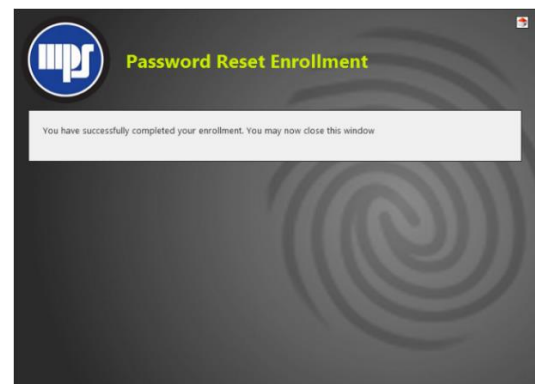 mps
Password Reset Enrollment
You have successfully completed your enrollment. You may now close this window